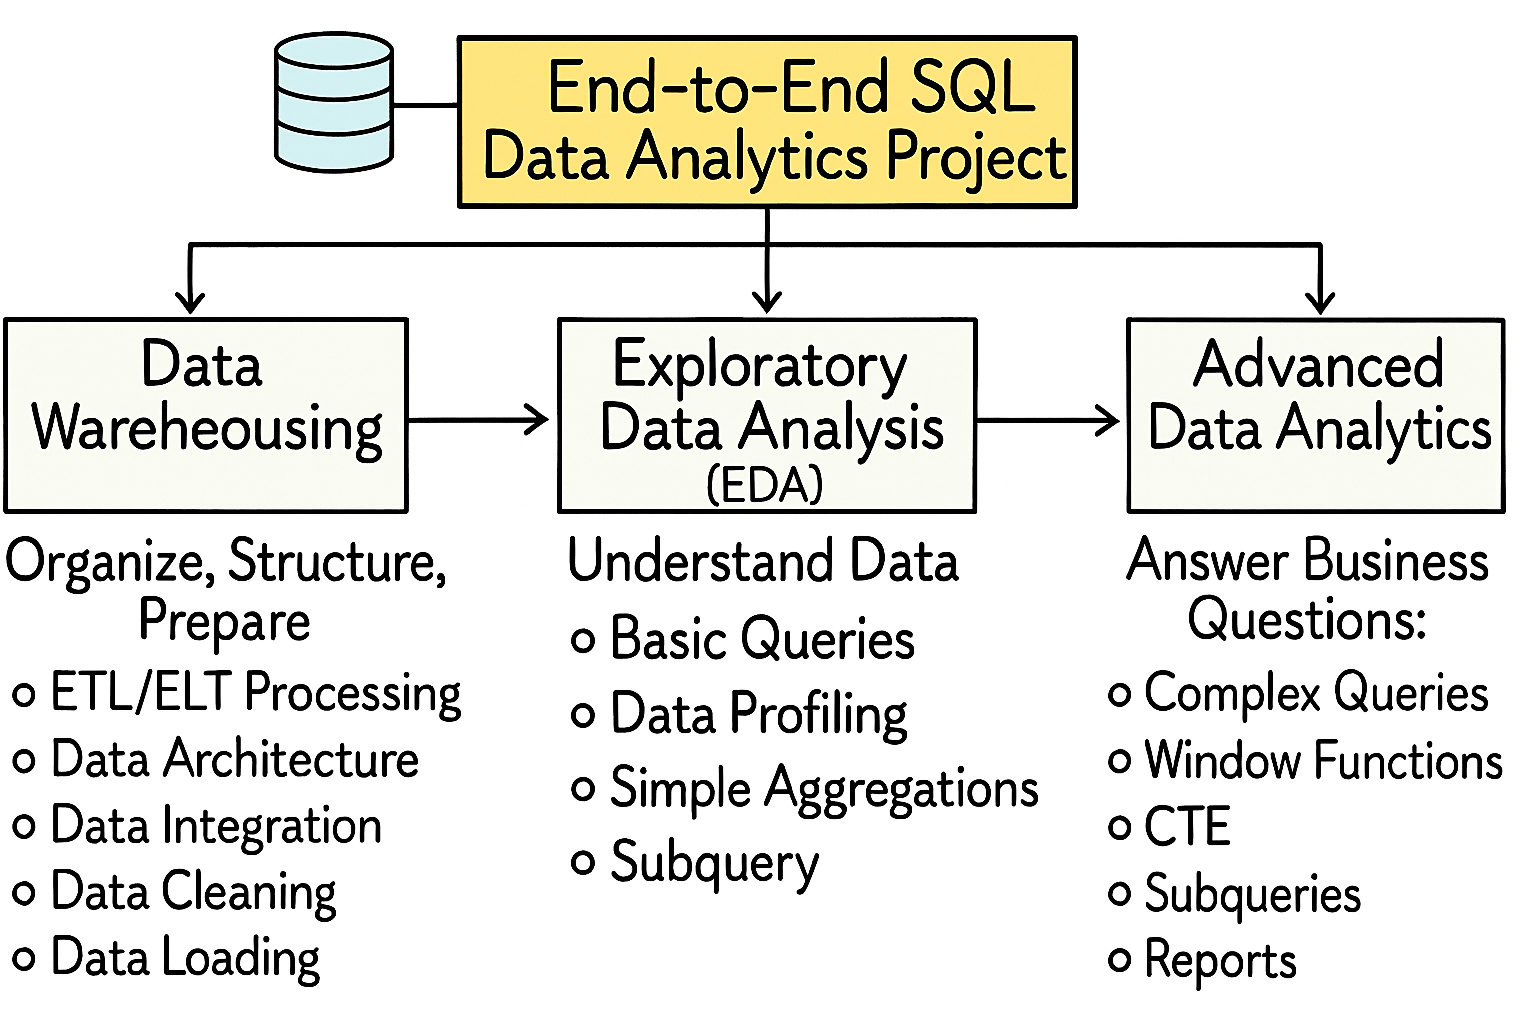 End-to-End SQL
Data Analytics Project
Data
Wareheousing
Organize, Structure,
Prepare
ETL/ELT Processing
Data Architecture
Data Integration
Data Cleaning
Data Loading
Exploratory
Data Analysis
(EDA)
Understand Data
Basic Queries
Data Profiling
Simple Aggregations
Subquery
Advanced
Data Analytics
Answer Business
Questions:
Complex Queries
Window Functions
CTE
Subqueries
Reports